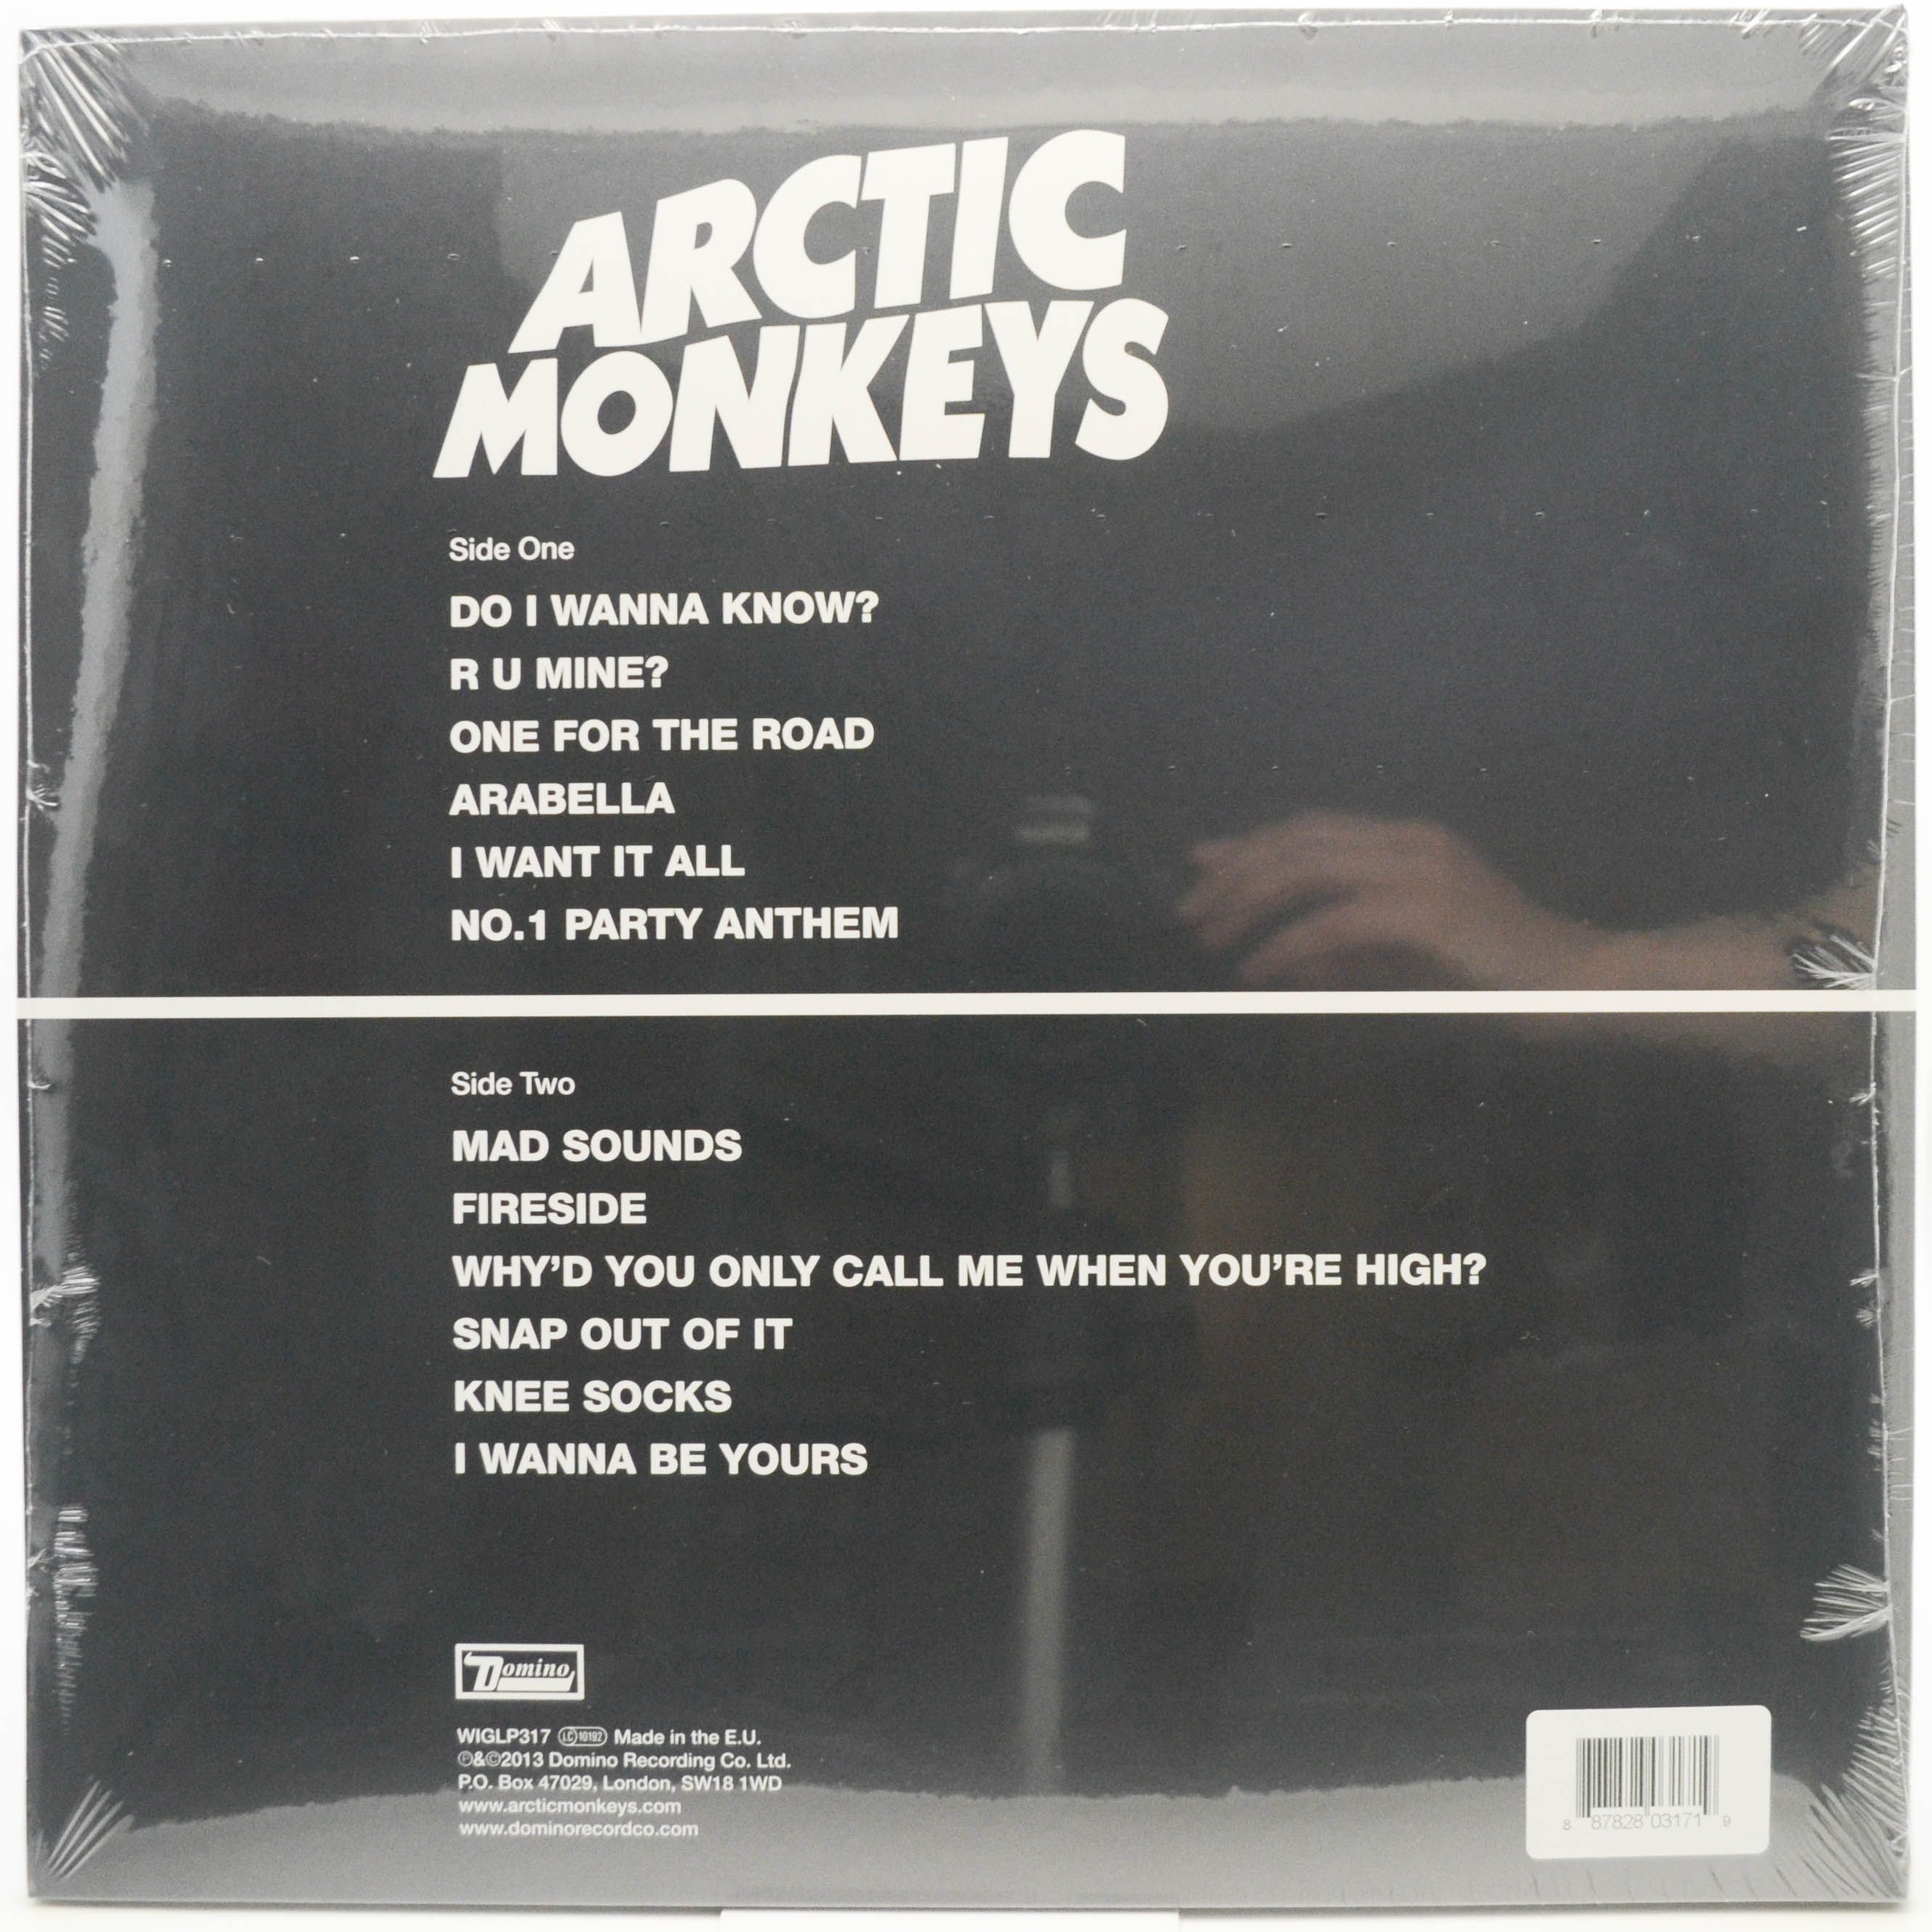 ARCTIC
MONKEYS
Side One
DO I WANNA KNOW?
R U MINE?
ONE FOR THE ROAD
ARABELLA
I WANT IT ALL
NO.1 PARTY ANTHEM
Side Two
MAD SOUNDS
FIRESIDE
WHY'D YOU ONLY CALL ME WHEN YOU'RE HIGH?
SNAP OUT OF IT
KNEE SOCKS
I WANNA BE YOURS
Domino
WIGLP317 LC 10192 Made in the E.U.
℗&©2013 Domino Recording Co. Ltd.
P.O. Box 47029, London, SW18 1WD
www.arcticmonkeys.com
www.dominorecordco.com
8 87828 03171 9